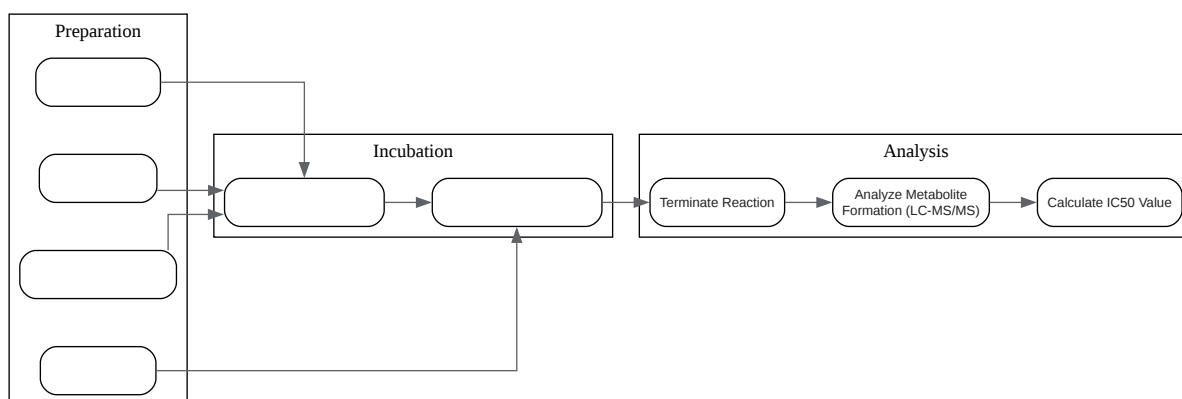 Preparation
Incubation
Analysis
Terminate Reaction
Analyze Metabolite
Formation (LC-MS/MS)
Calculate IC50 Value